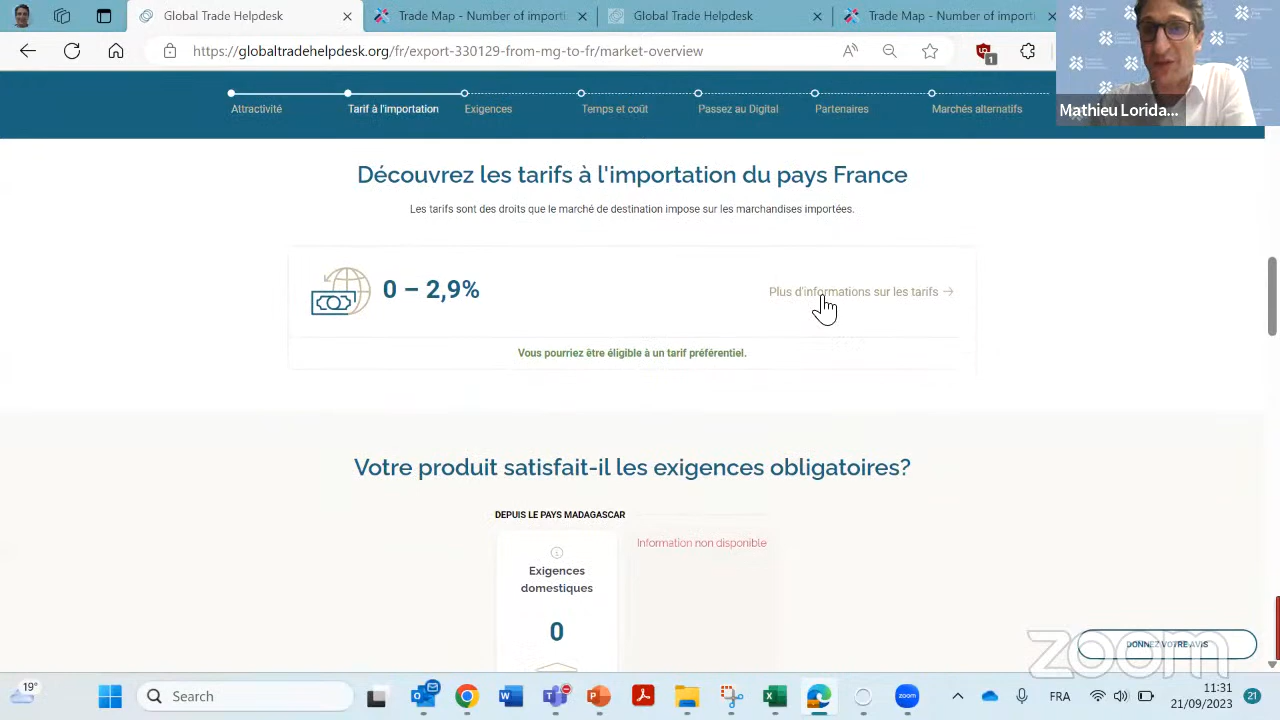 Global Trade Helpdesk
Trade Map - Number of importi
Global Trade Helpdesk
Trade Map - Number of importi
https://globaltradehelpdesk.org/fr/export-330129-from-mg-to-fr/market-overview
1
Mathieu Lorida...
Attractivité
Tarif à l'importation
Exigences
Temps et coût
Passez au Digital
Partenaires
Marchés alternatifs
Découvrez les tarifs à l'importation du pays France
Les tarifs sont des droits que le marché de destination impose sur les marchandises importées.
0 – 2,9%
Plus d'informations sur les tarifs →
Vous pourriez être éligible à un tarif préférentiel.
Votre produit satisfait-il les exigences obligatoires?
DEPUIS LE PAYS MADAGASCAR
Information non disponible
Exigences
domestiques
0
DONNEZ VOTRE AVIS
zoom
19°
Search
zoom
FRA
11:31
21/09/2023
21